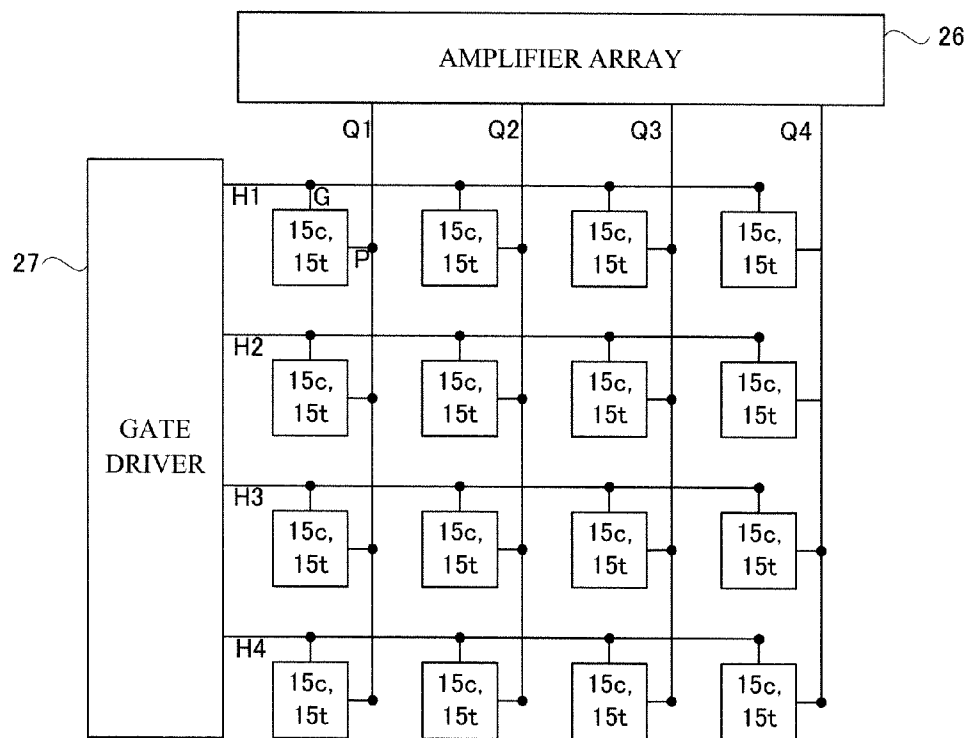 AMPLIFIER ARRAY
26
Q1
Q2
Q3
Q4
H1
G
15c,
15t
P
15c,
15t
15c,
15t
15c,
15t
27
H2
15c,
15t
15c,
15t
15c,
15t
15c,
15t
GATE
DRIVER
H3
15c,
15t
15c,
15t
15c,
15t
15c,
15t
H4
15c,
15t
15c,
15t
15c,
15t
15c,
15t